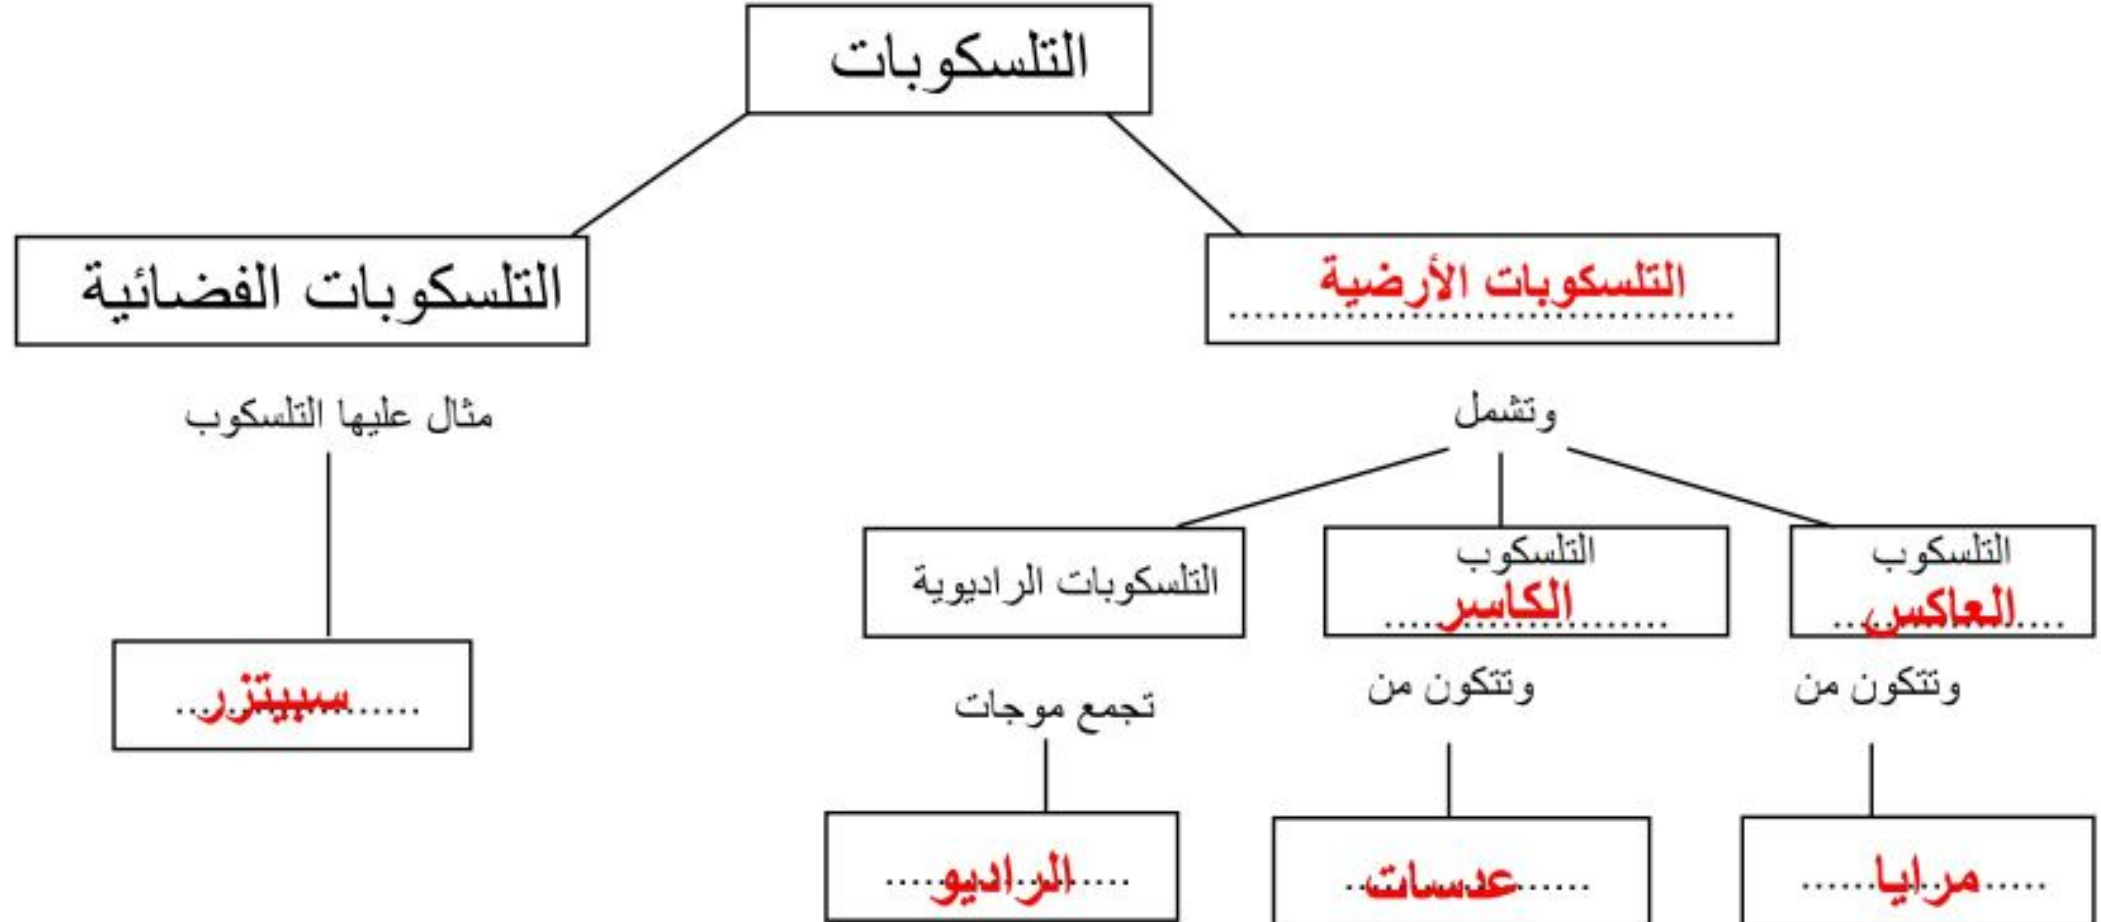 التلسكوبات
التلسكوبات الأرضية
التلسكوبات الفضائية
وتشمل
مثال عليها التلسكوب
التلسكوب
العاكس
التلسكوب
الكاسر
التلسكوبات الراديوية
وتتكون من
وتتكون من
تجمع موجات
سبيتزر
مرايا
عدسات
الراديو